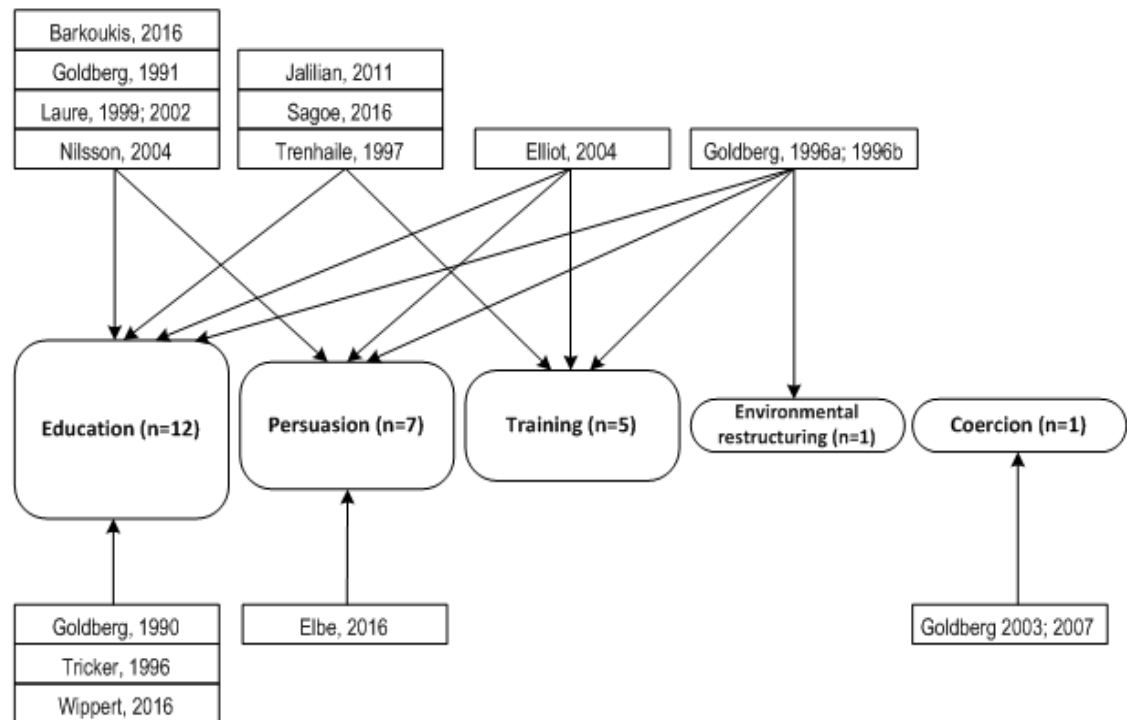 Barkoukis, 2016
Goldberg, 1991
Laure, 1999; 2002
Nilsson, 2004
Jalilian, 2011
Sagoe, 2016
Trenhaile, 1997
Elliot, 2004
Goldberg, 1996a; 1996b
Education (n=12)
Persuasion (n=7)
Training (n=5)
Environmental
restructuring (n=1)
Coercion (n=1)
Goldberg, 1990
Tricker, 1996
Wippert, 2016
Elbe, 2016
Goldberg 2003; 2007